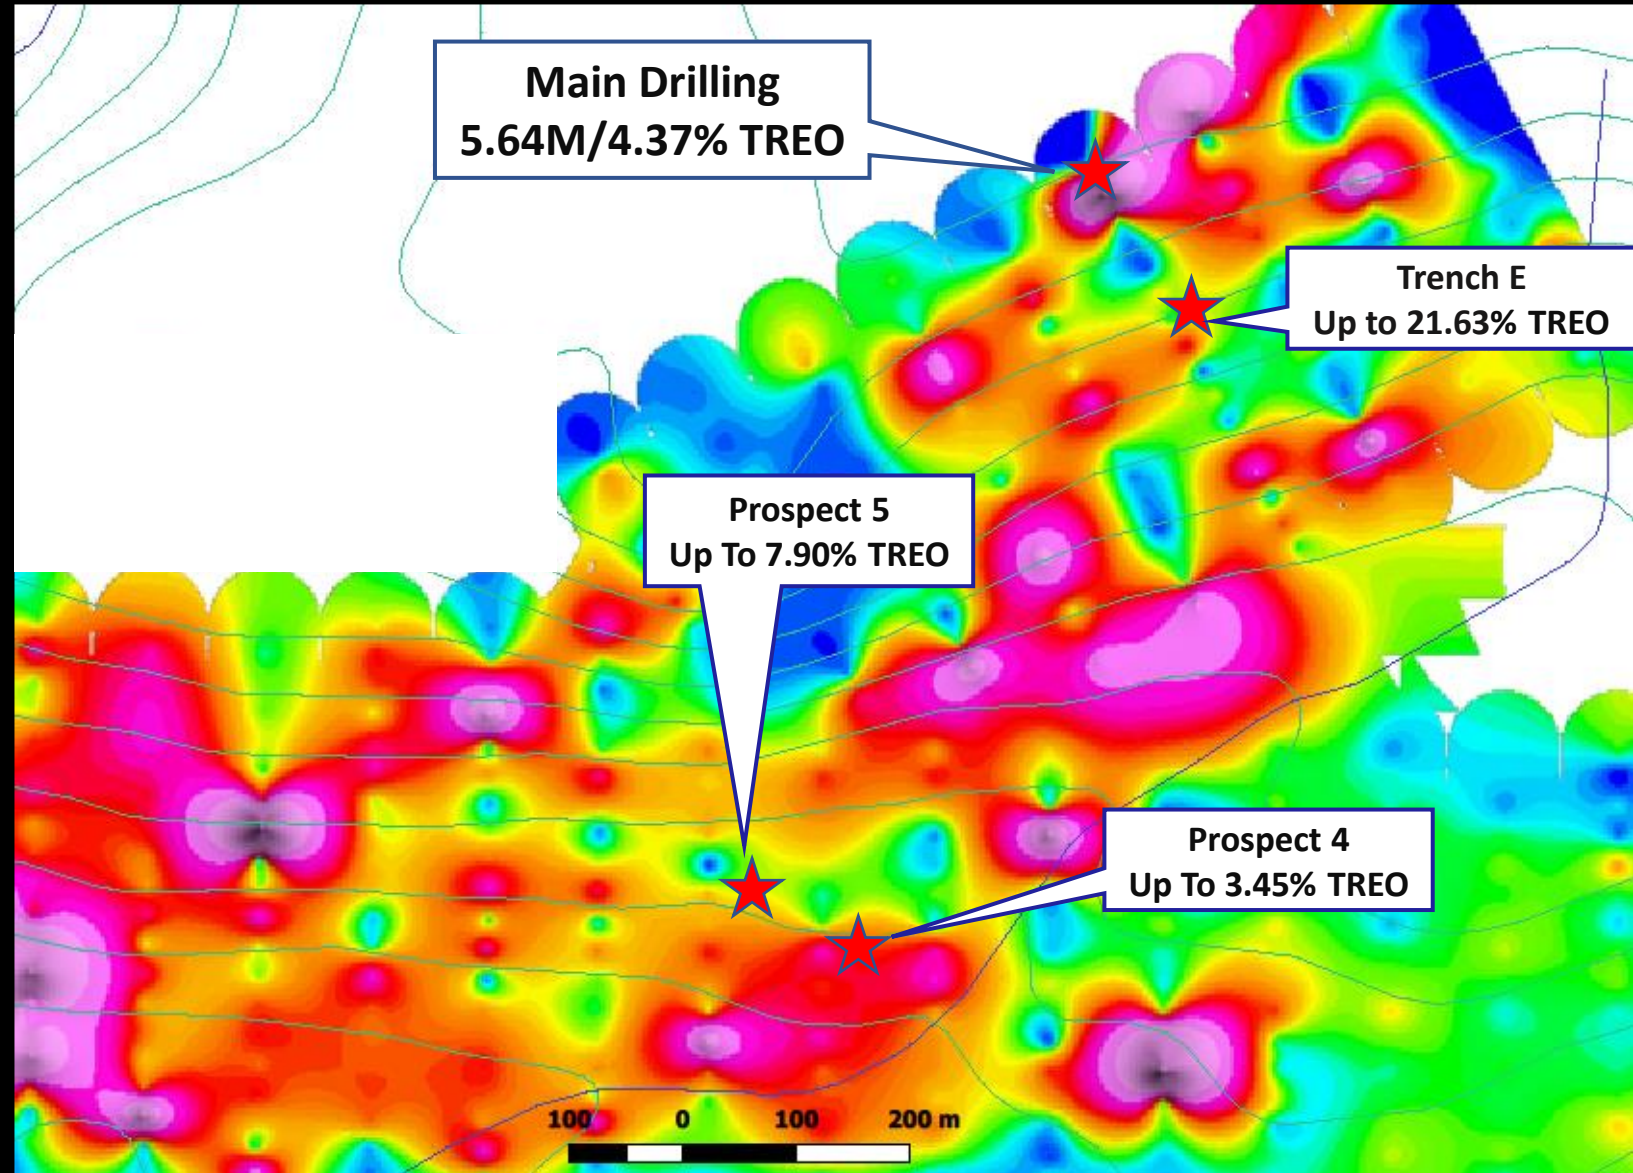 Main Drilling
5.64M/4.37% TREO
Trench E
Up to 21.63% TREO
Prospect 5
Up To 7.90% TREO
Prospect 4
Up To 3.45% TREO
100 0 100 200 m